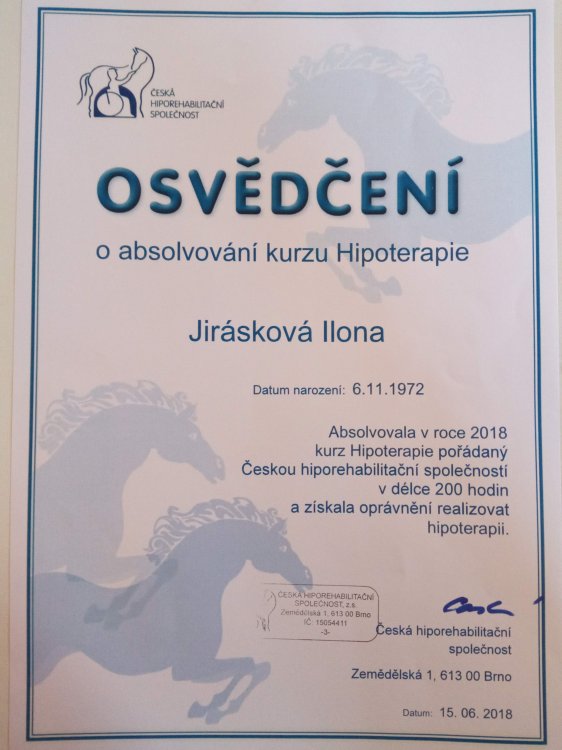 ČESKÁ
HIPOREHABILITAČNÍ
SPOLEČNOST
OSVĚDČENÍ
o absolvování kurzu Hipoterapie
Jirásková Ilona
Datum narození: 6.11.1972
Absolvovala v roce 2018
kurz Hipoterapie pořádaný
Českou hiporehabilitační společností
v délce 200 hodin
a získala oprávnění realizovat
hipoterapii.
ČESKÁ HIPOREHABILITAČNÍ
SPOLEČNOST, z.s.
Zemědělská 1, 613 00 Brno
IČ: 15054411
-3-
Česká hiporehabilitační
společnost
Zemědělská 1, 613 00 Brno
Datum: 15. 06. 2018